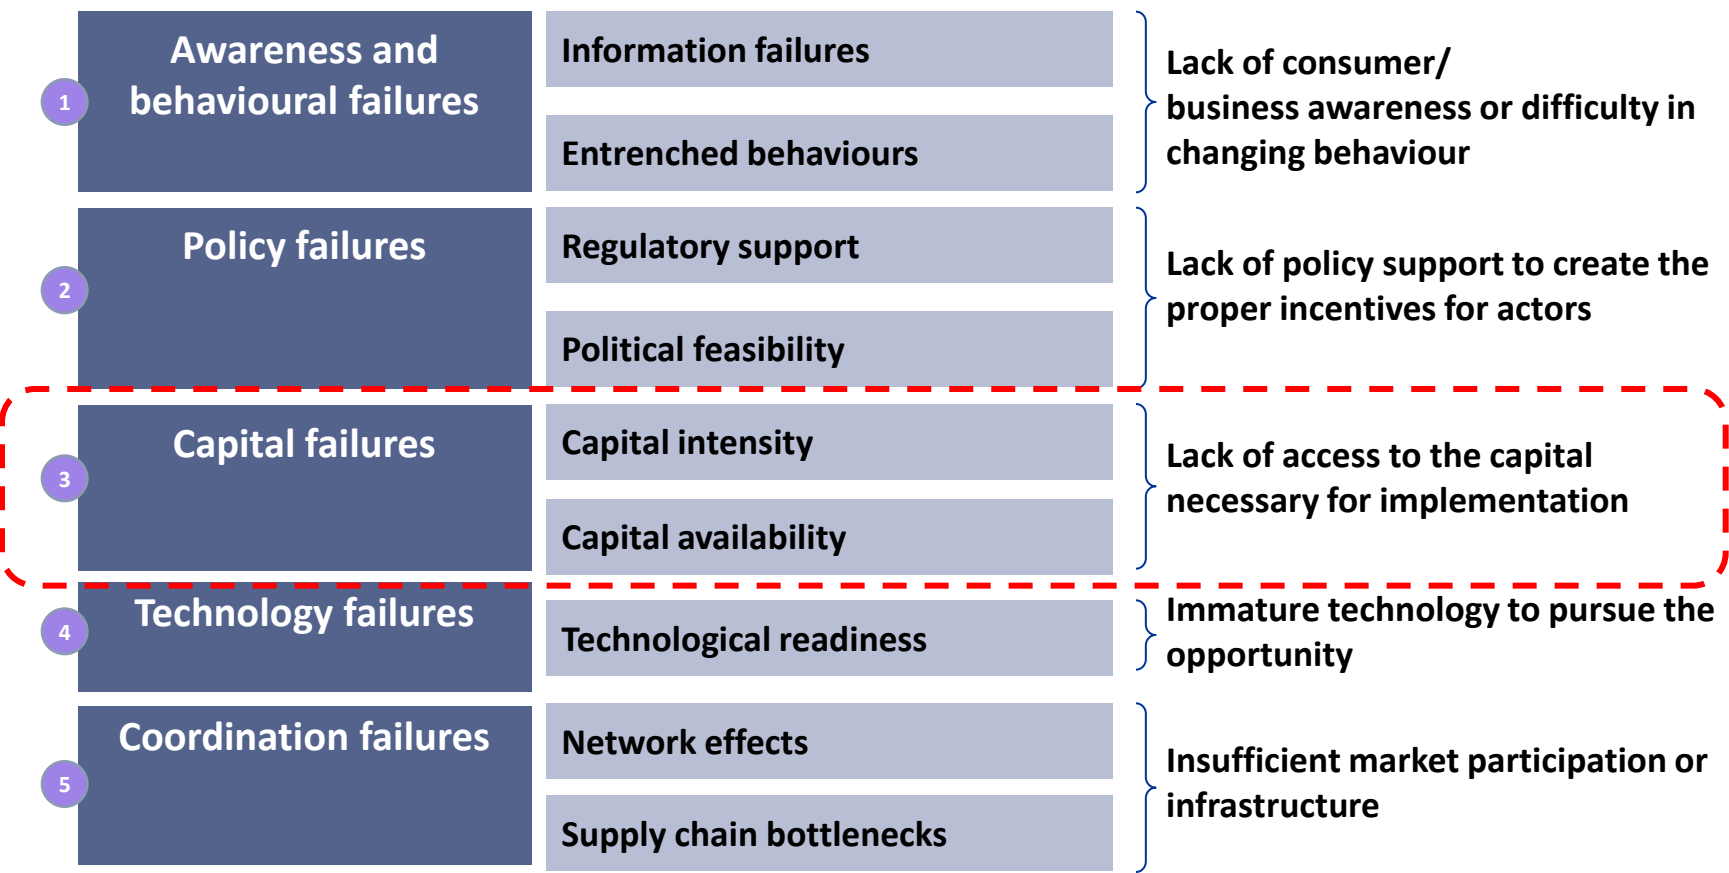 1
Awareness and
behavioural failures
Information failures
Entrenched behaviours
Lack of consumer/
business awareness or difficulty in
changing behaviour
2
Policy failures
Regulatory support
Political feasibility
Lack of policy support to create the
proper incentives for actors
3
Capital failures
Capital intensity
Capital availability
Lack of access to the capital
necessary for implementation
4
Technology failures
Technological readiness
Immature technology to pursue the
opportunity
5
Coordination failures
Network effects
Supply chain bottlenecks
Insufficient market participation or
infrastructure